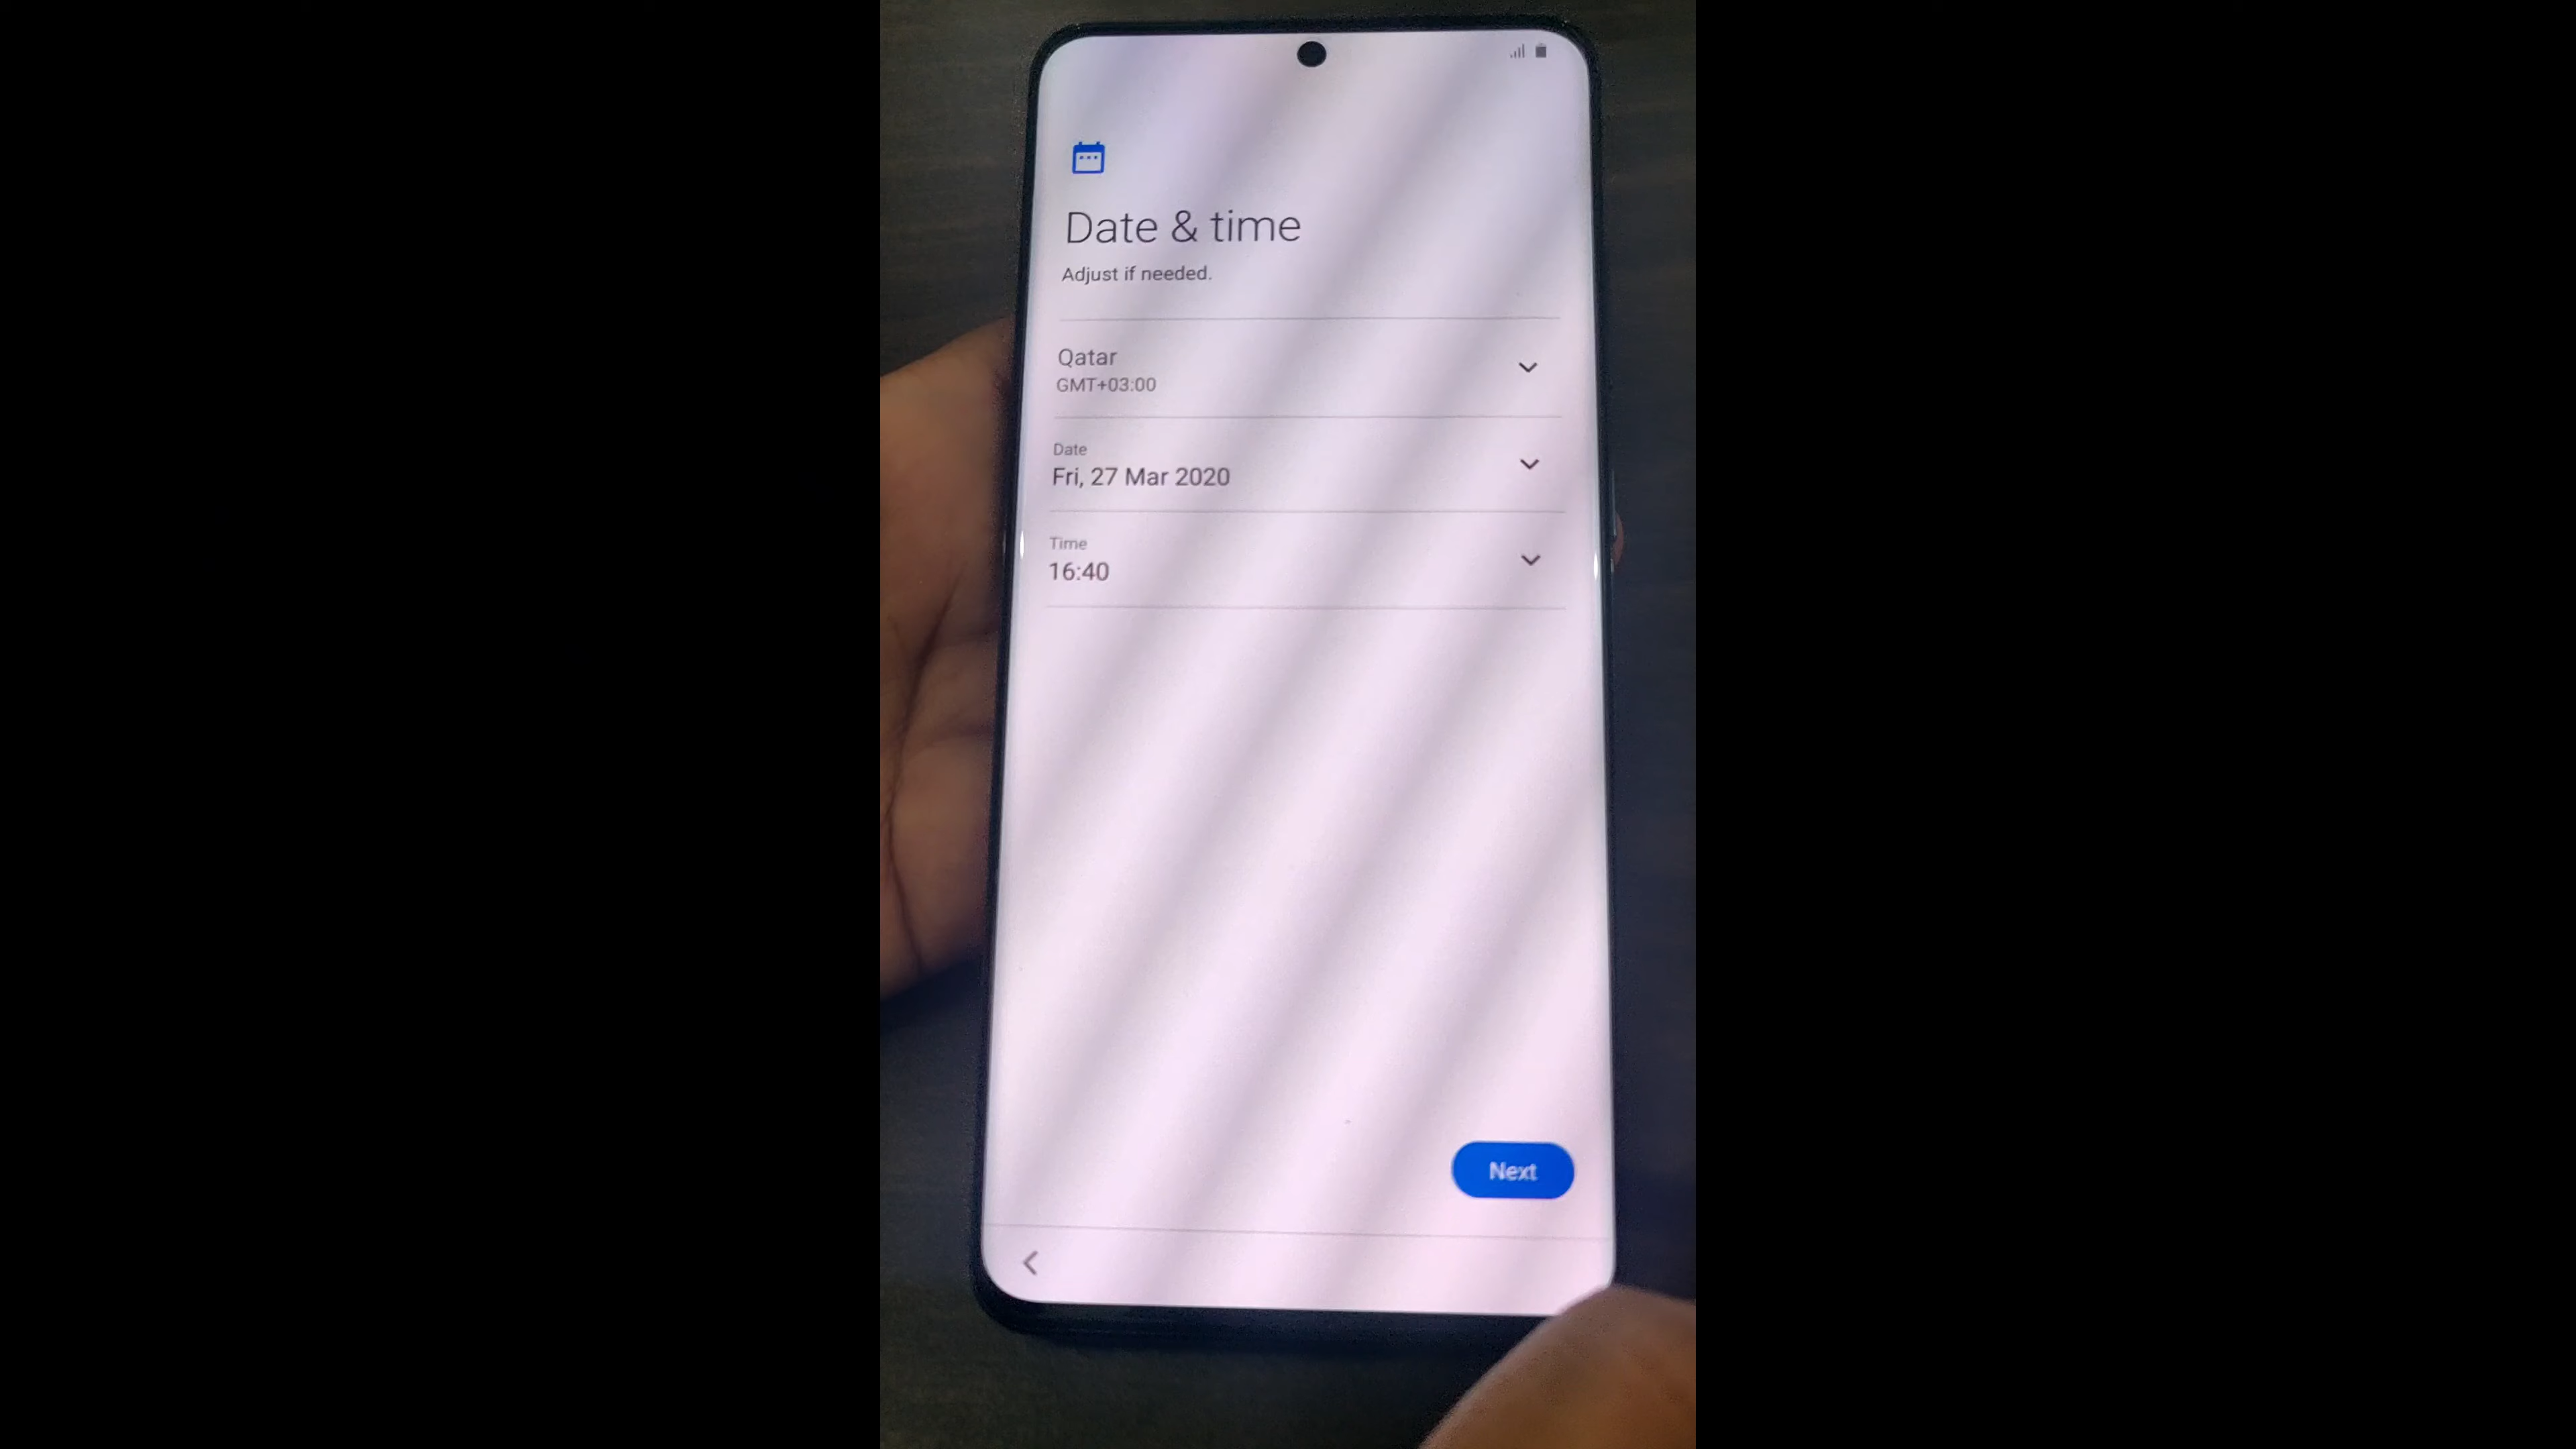 Date & time
Adjust if needed.
Qatar
GMT+03:00
Date
Fri, 27 Mar 2020
Time
16:40
Next